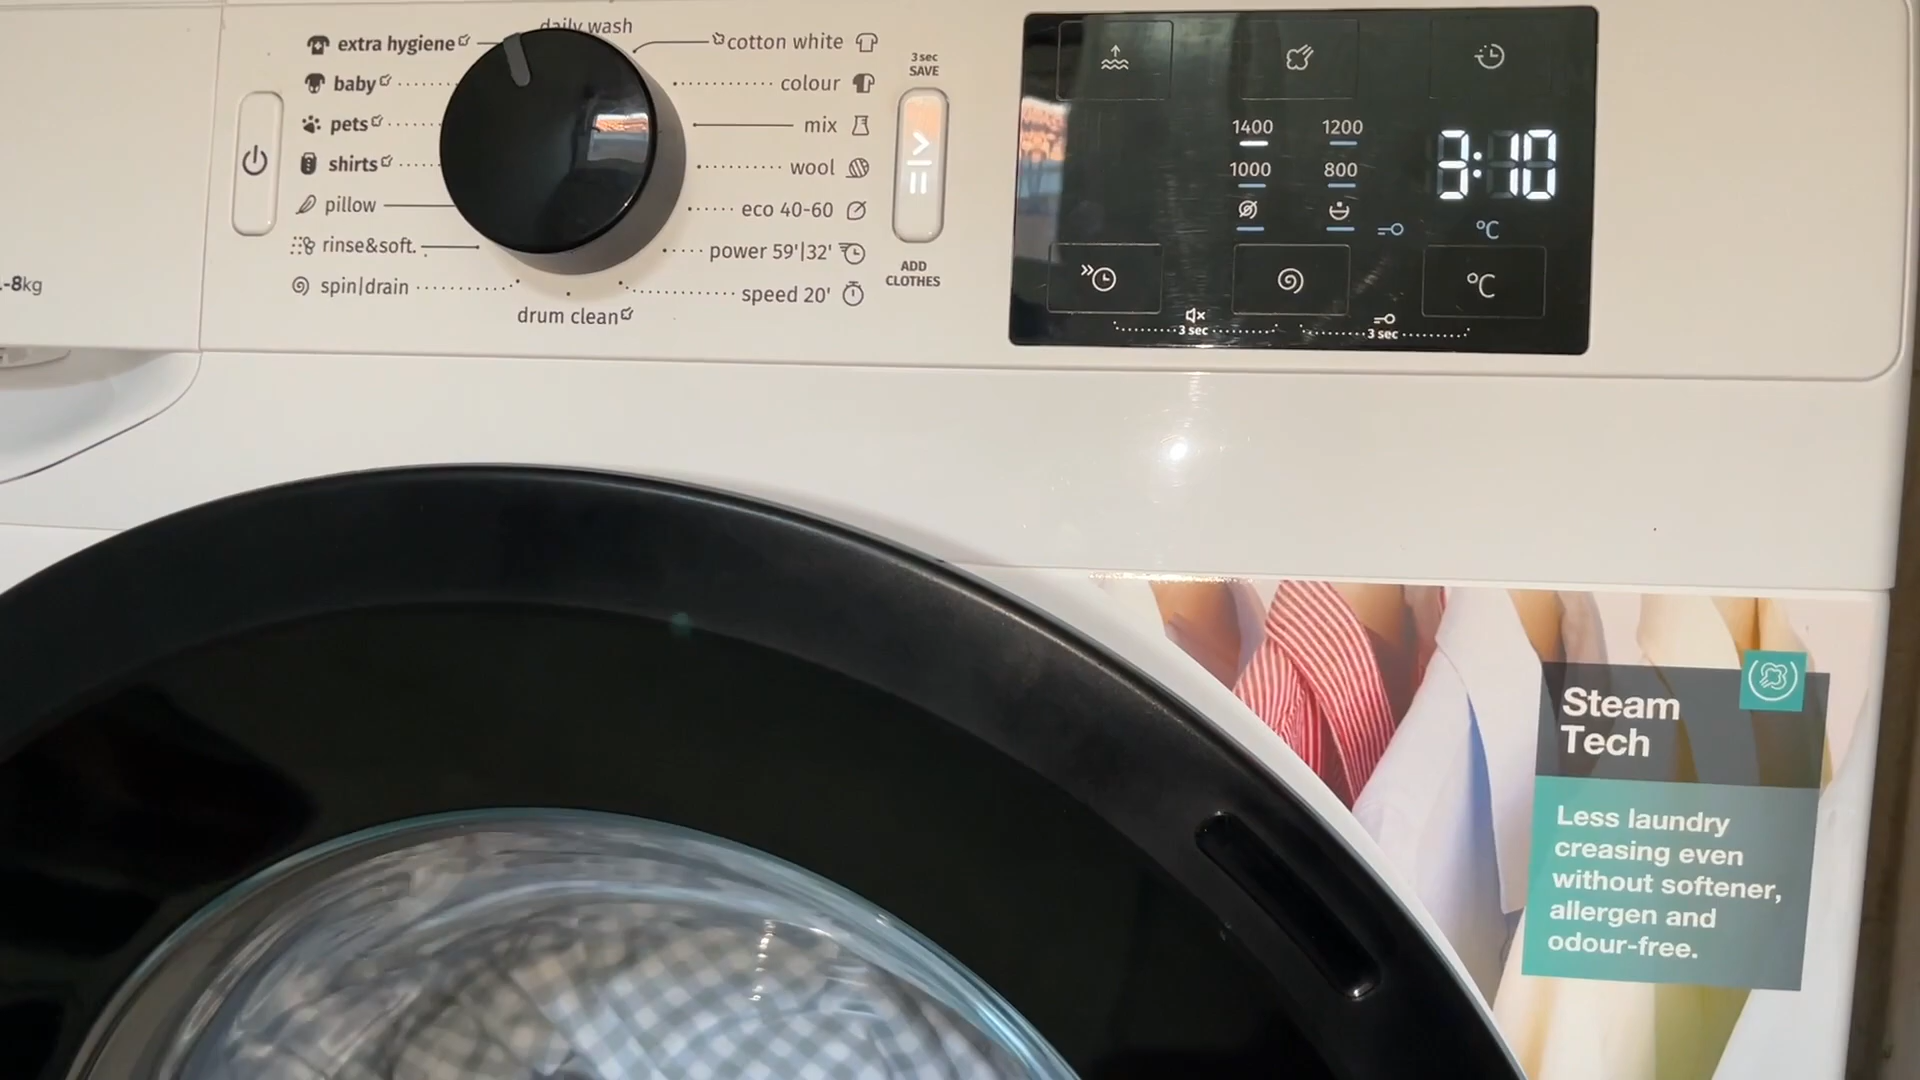 daily wash
extra hygiene
baby
pets
shirts
pillow
rinse&soft.
spin|drain
drum clean
cotton white
colour
mix
wool
eco 40-60
power 59'|32'
speed 20'
3 sec
SAVE
ADD
CLOTHES
1400 1200
1000 800
3:10
°C
°C
3 sec
3 sec
-8kg
Steam
Tech
Less laundry
creasing even
without softener,
allergen and
odour-free.